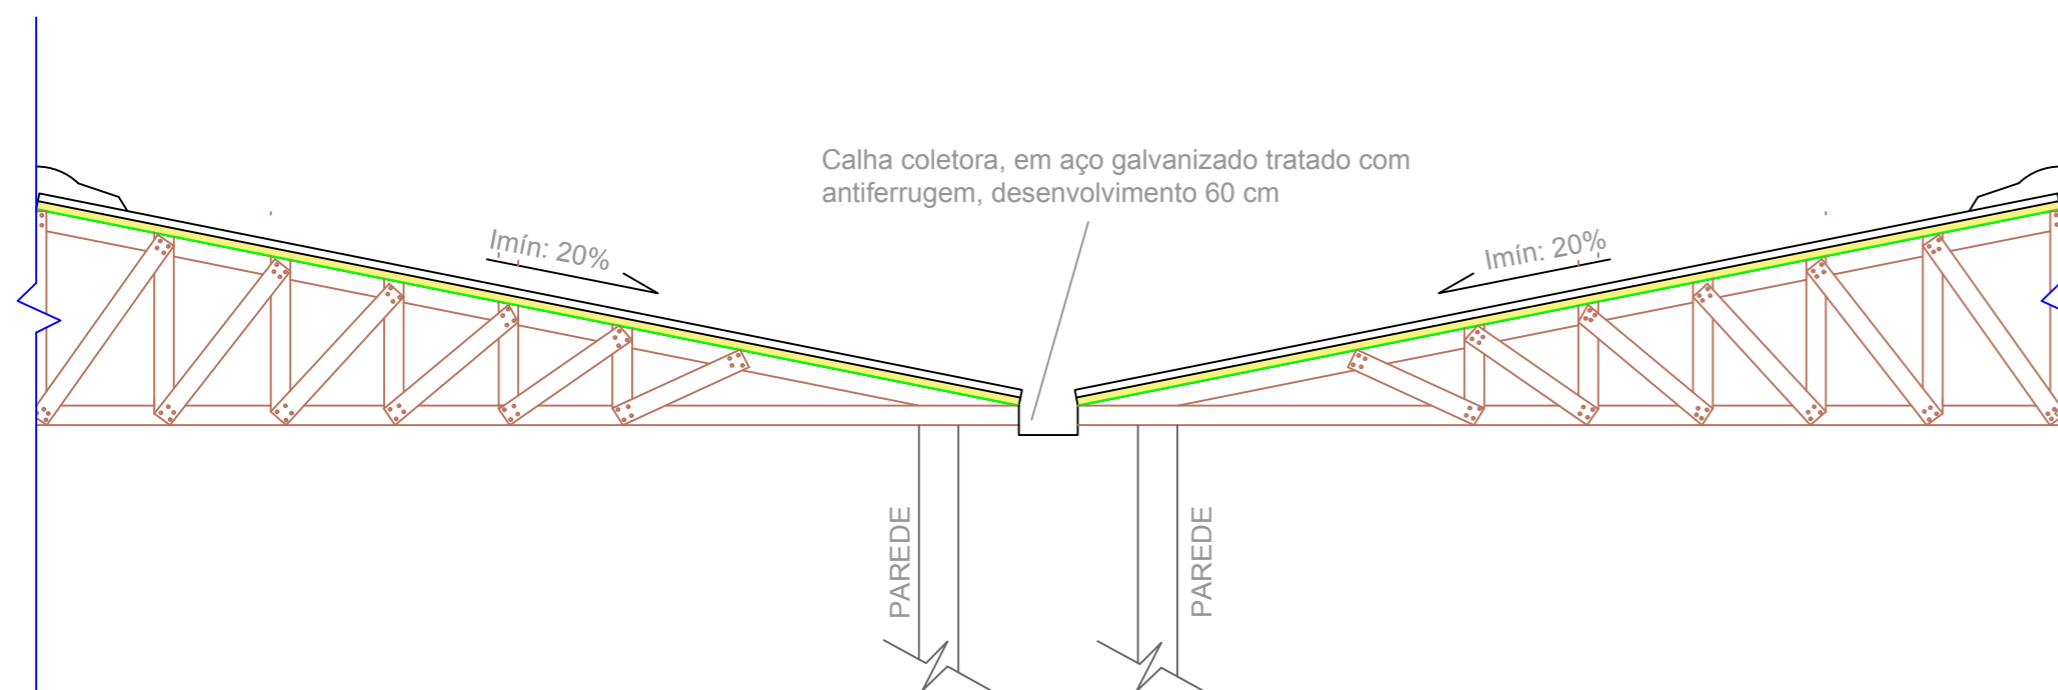 Calha coletora, em aço galvanizado tratado com
antiferrugem, desenvolvimento 60 cm
Imín: 20%
Imín: 20%
PAREDE
PAREDE